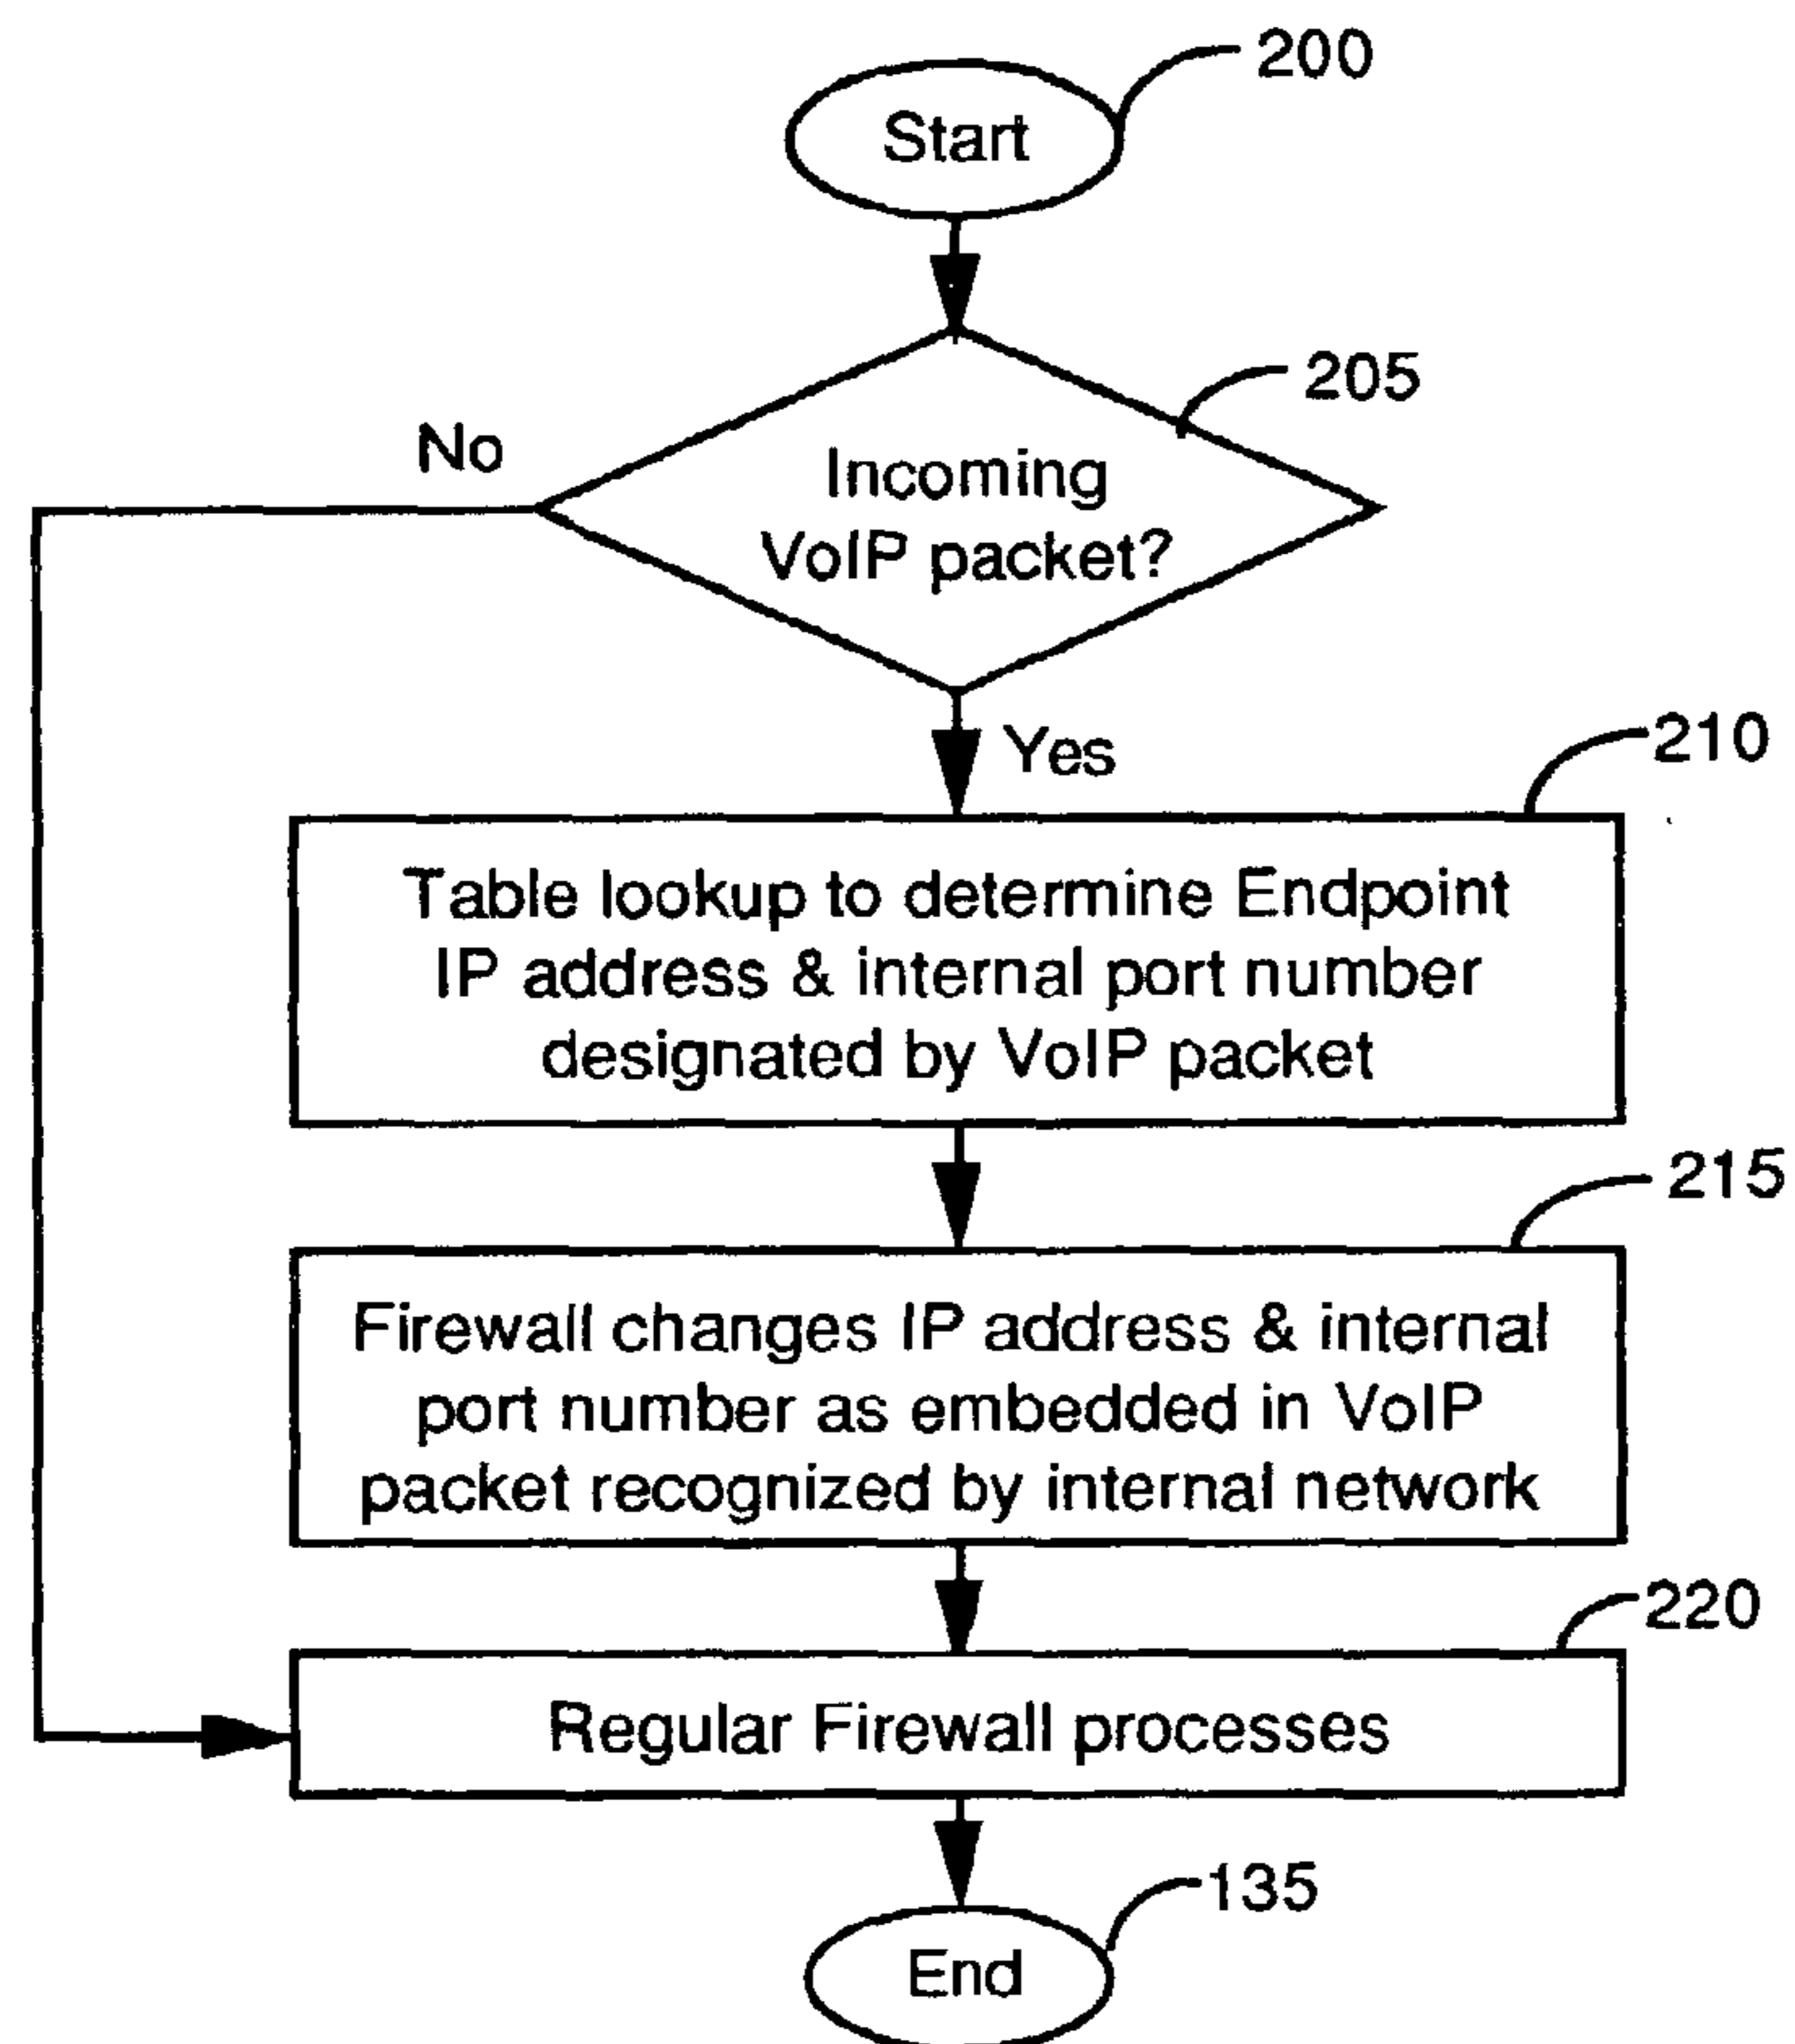 200
Start
205
No
Incoming
VoIP packet?
Yes
210
Table lookup to determine Endpoint
IP address & internal port number
designated by VoIP packet
215
Firewall changes IP address & internal
port number as embedded in VoIP
packet recognized by internal network
220
Regular Firewall processes
135
End